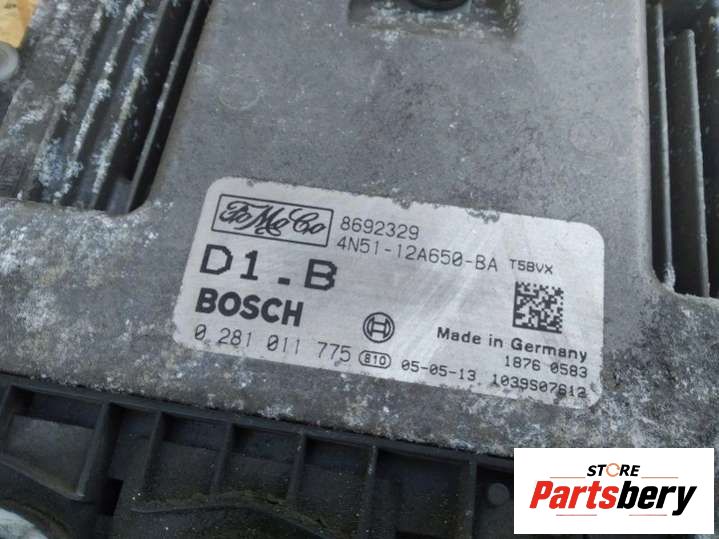 FoMoCo
8692329
4N51-12A650-BA T5BVX
D1.B
BOSCH
0 281 011 775 810 05-05-13
Made in Germany
1876 0583
1039S07612
STORE
Partsbery